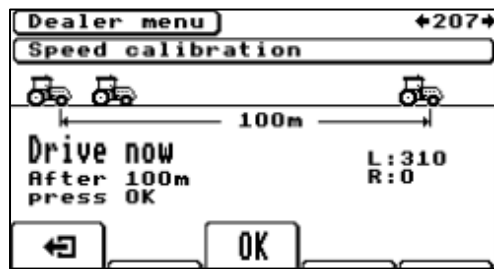 Dealer menu 207
Speed calibration
100m
Drive now
After 100m
press OK
L:310
R:0
OK